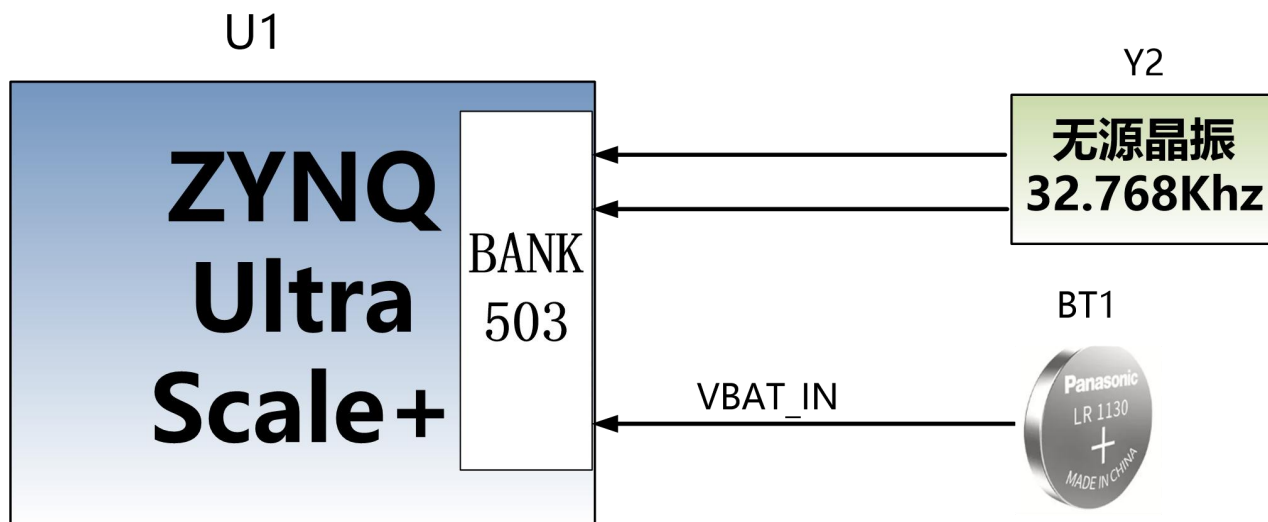 U1
ZYNQ
Ultra
Scale+
BANK
503
Y2
无源晶振
32.768Khz
VBAT_IN
BT1
Panasonic
LR 1130
+
MADE IN CHINA